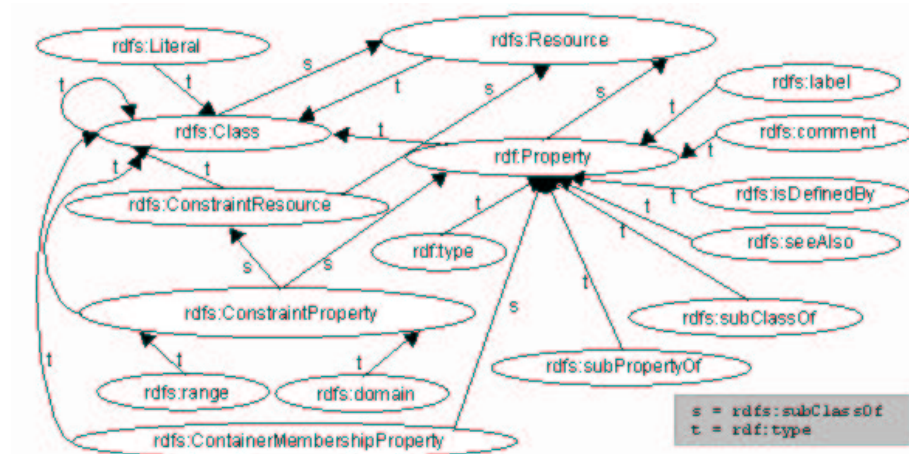 rdfs:Literal
rdfs:Resource
t
s
t
t
s
s
rdfs:label
t
rdfs:Class
t
rdfs:comment
t
rdf:Property
t
t
rdfs:ConstraintResource
t
rdfs:isDefinedBy
t
t
rdf:type
t
rdfs:seeAlso
s
s
rdfs:ConstraintProperty
s
t
rdfs:subClassOf
t
t
t
rdfs:subPropertyOf
rdfs:range
rdfs:domain
rdfs:ContainerMembershipProperty
s = rdfs:subClassOf
t = rdf:type